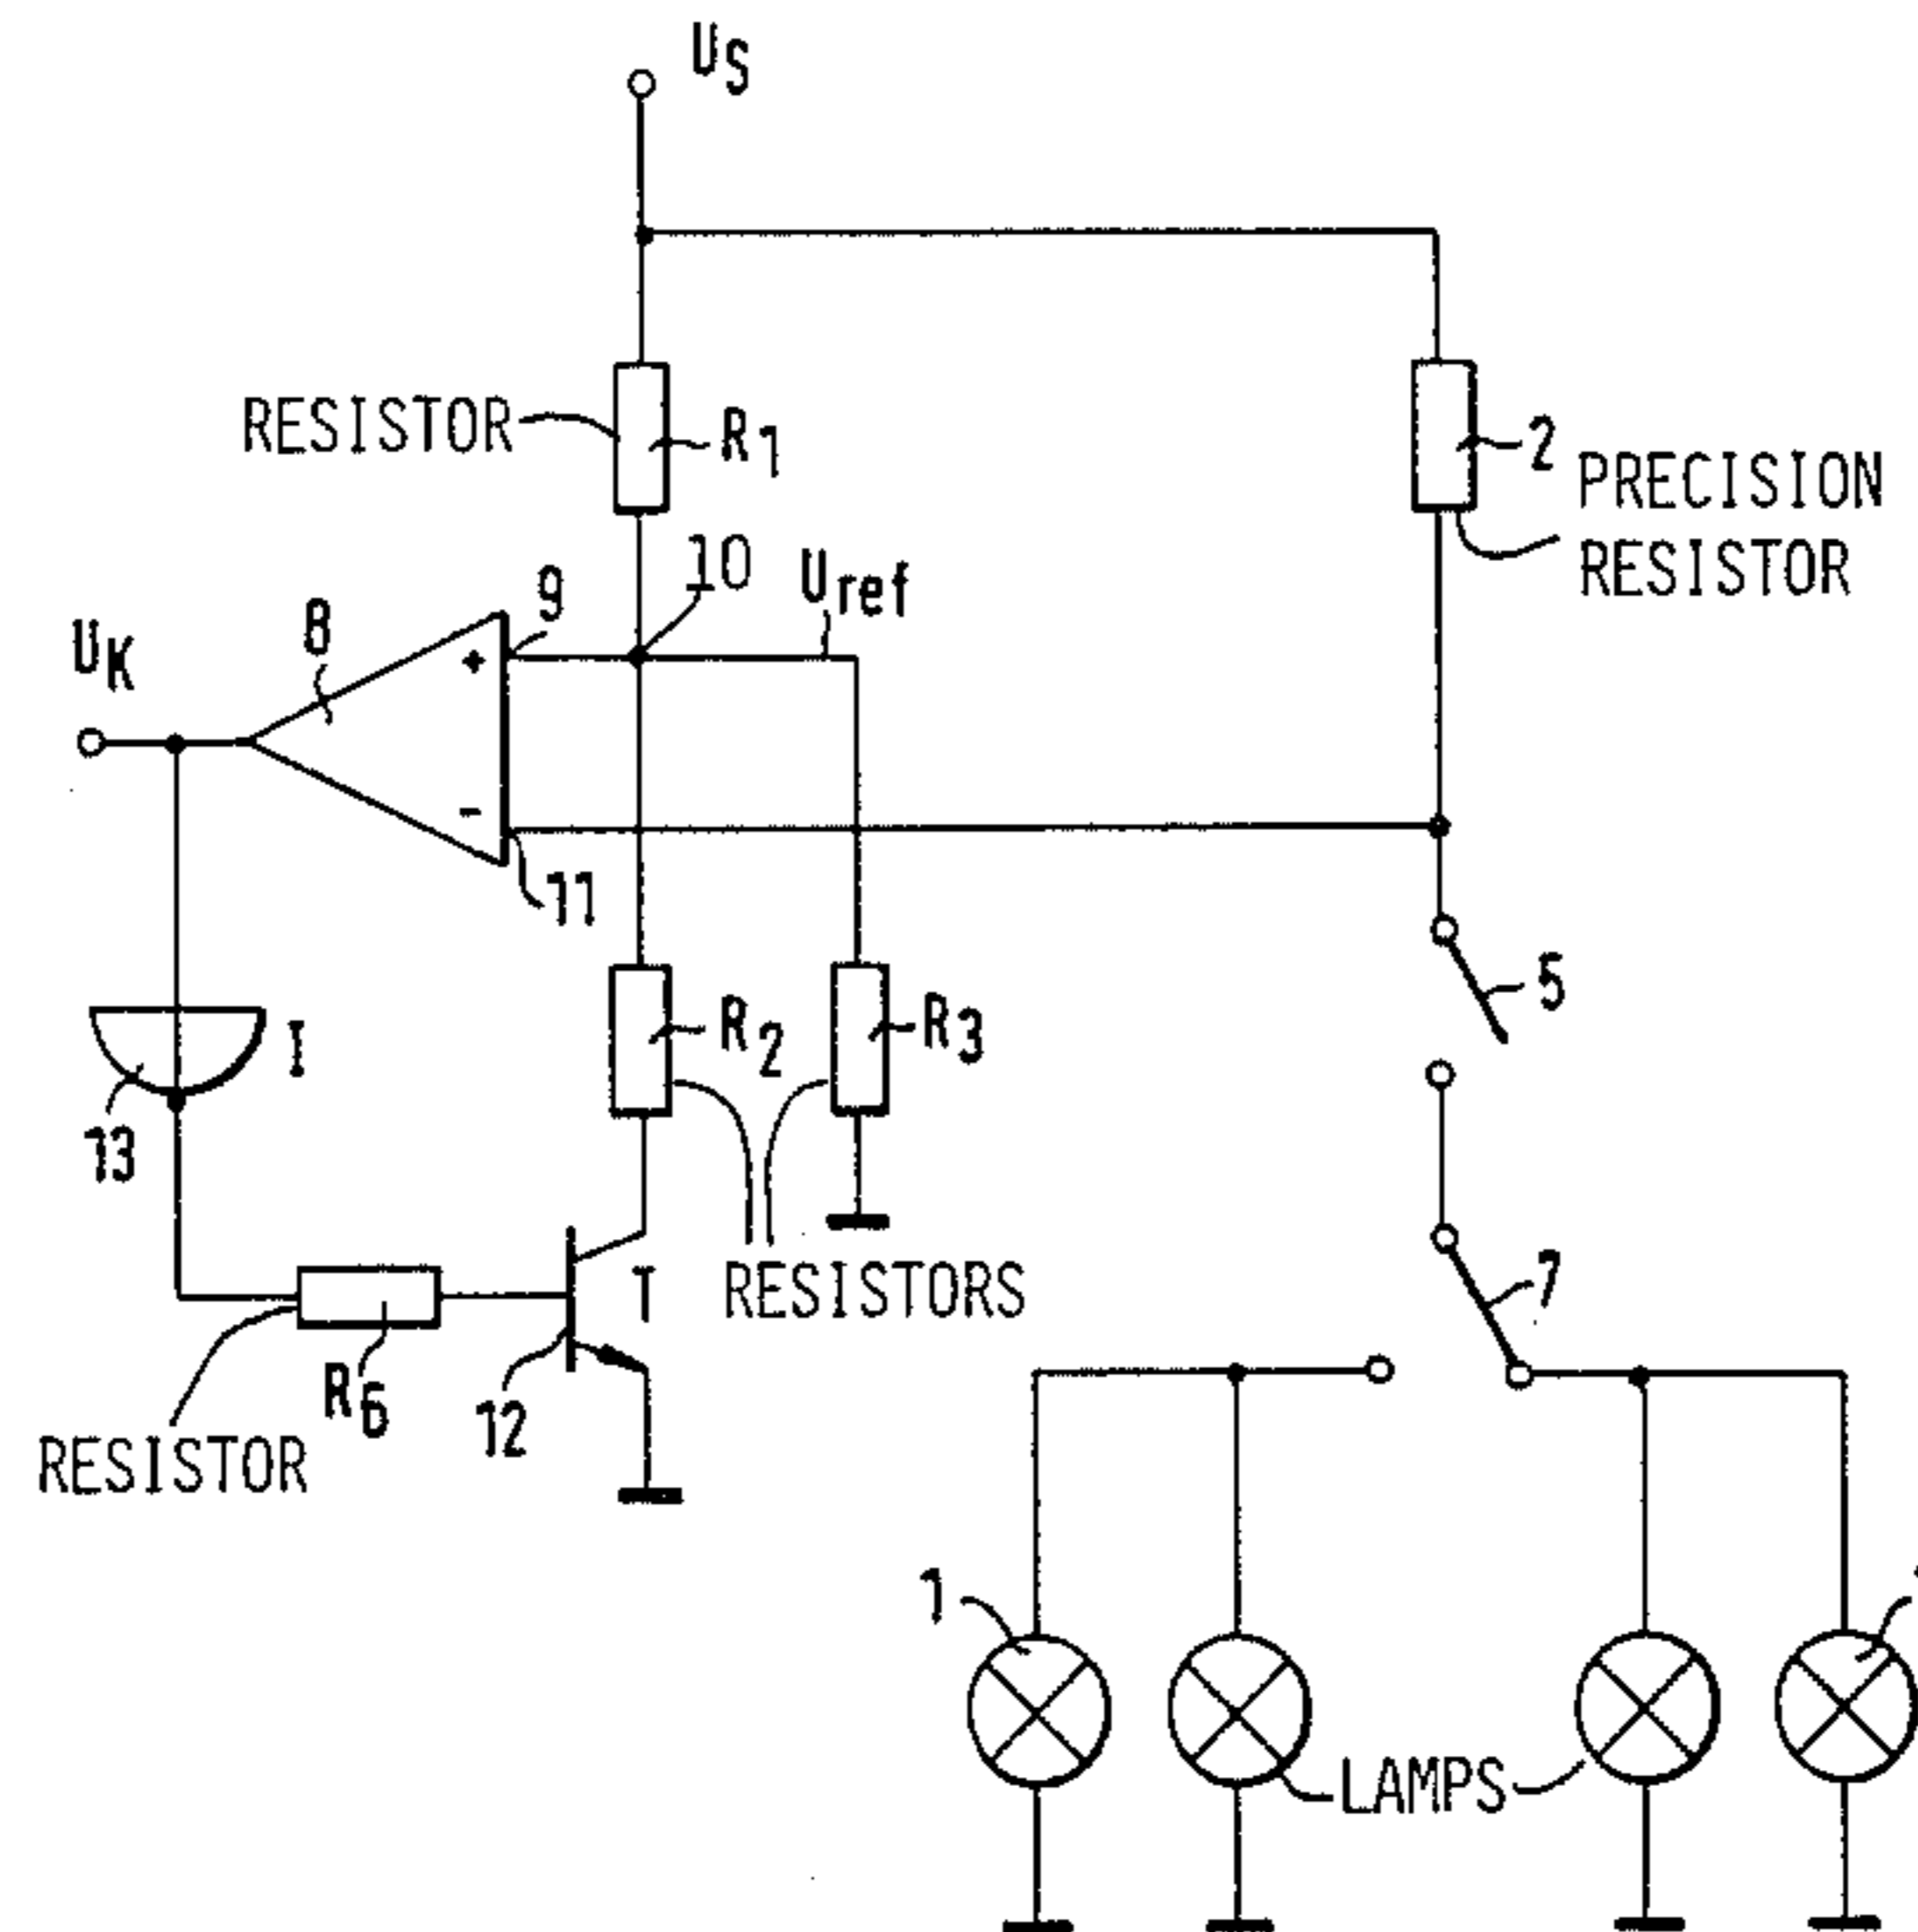 US
RESISTOR
R1
2
PRECISION
RESISTOR
10
Uref
9
8
UK
11
5
13
I
R2
R3
7
T
RESISTORS
R6
12
RESISTOR
1
LAMPS